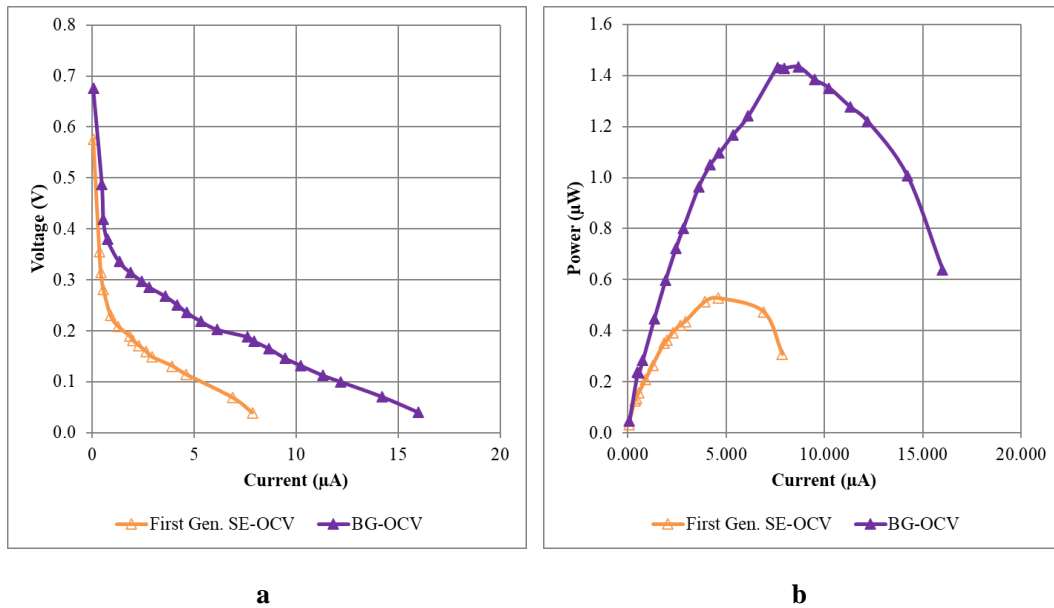 0.8
0.7
0.6
0.5
0.4
0.3
0.2
0.1
0.0
Voltage (V)
0 5 10 15 20
Current (µA)
First Gen. SE-OCV BG-OCV
a
1.6
1.4
1.2
1.0
0.8
0.6
0.4
0.2
0.0
Power (µW)
0.000 5.000 10.000 15.000 20.000
Current (µA)
First Gen. SE-OCV BG-OCV
b